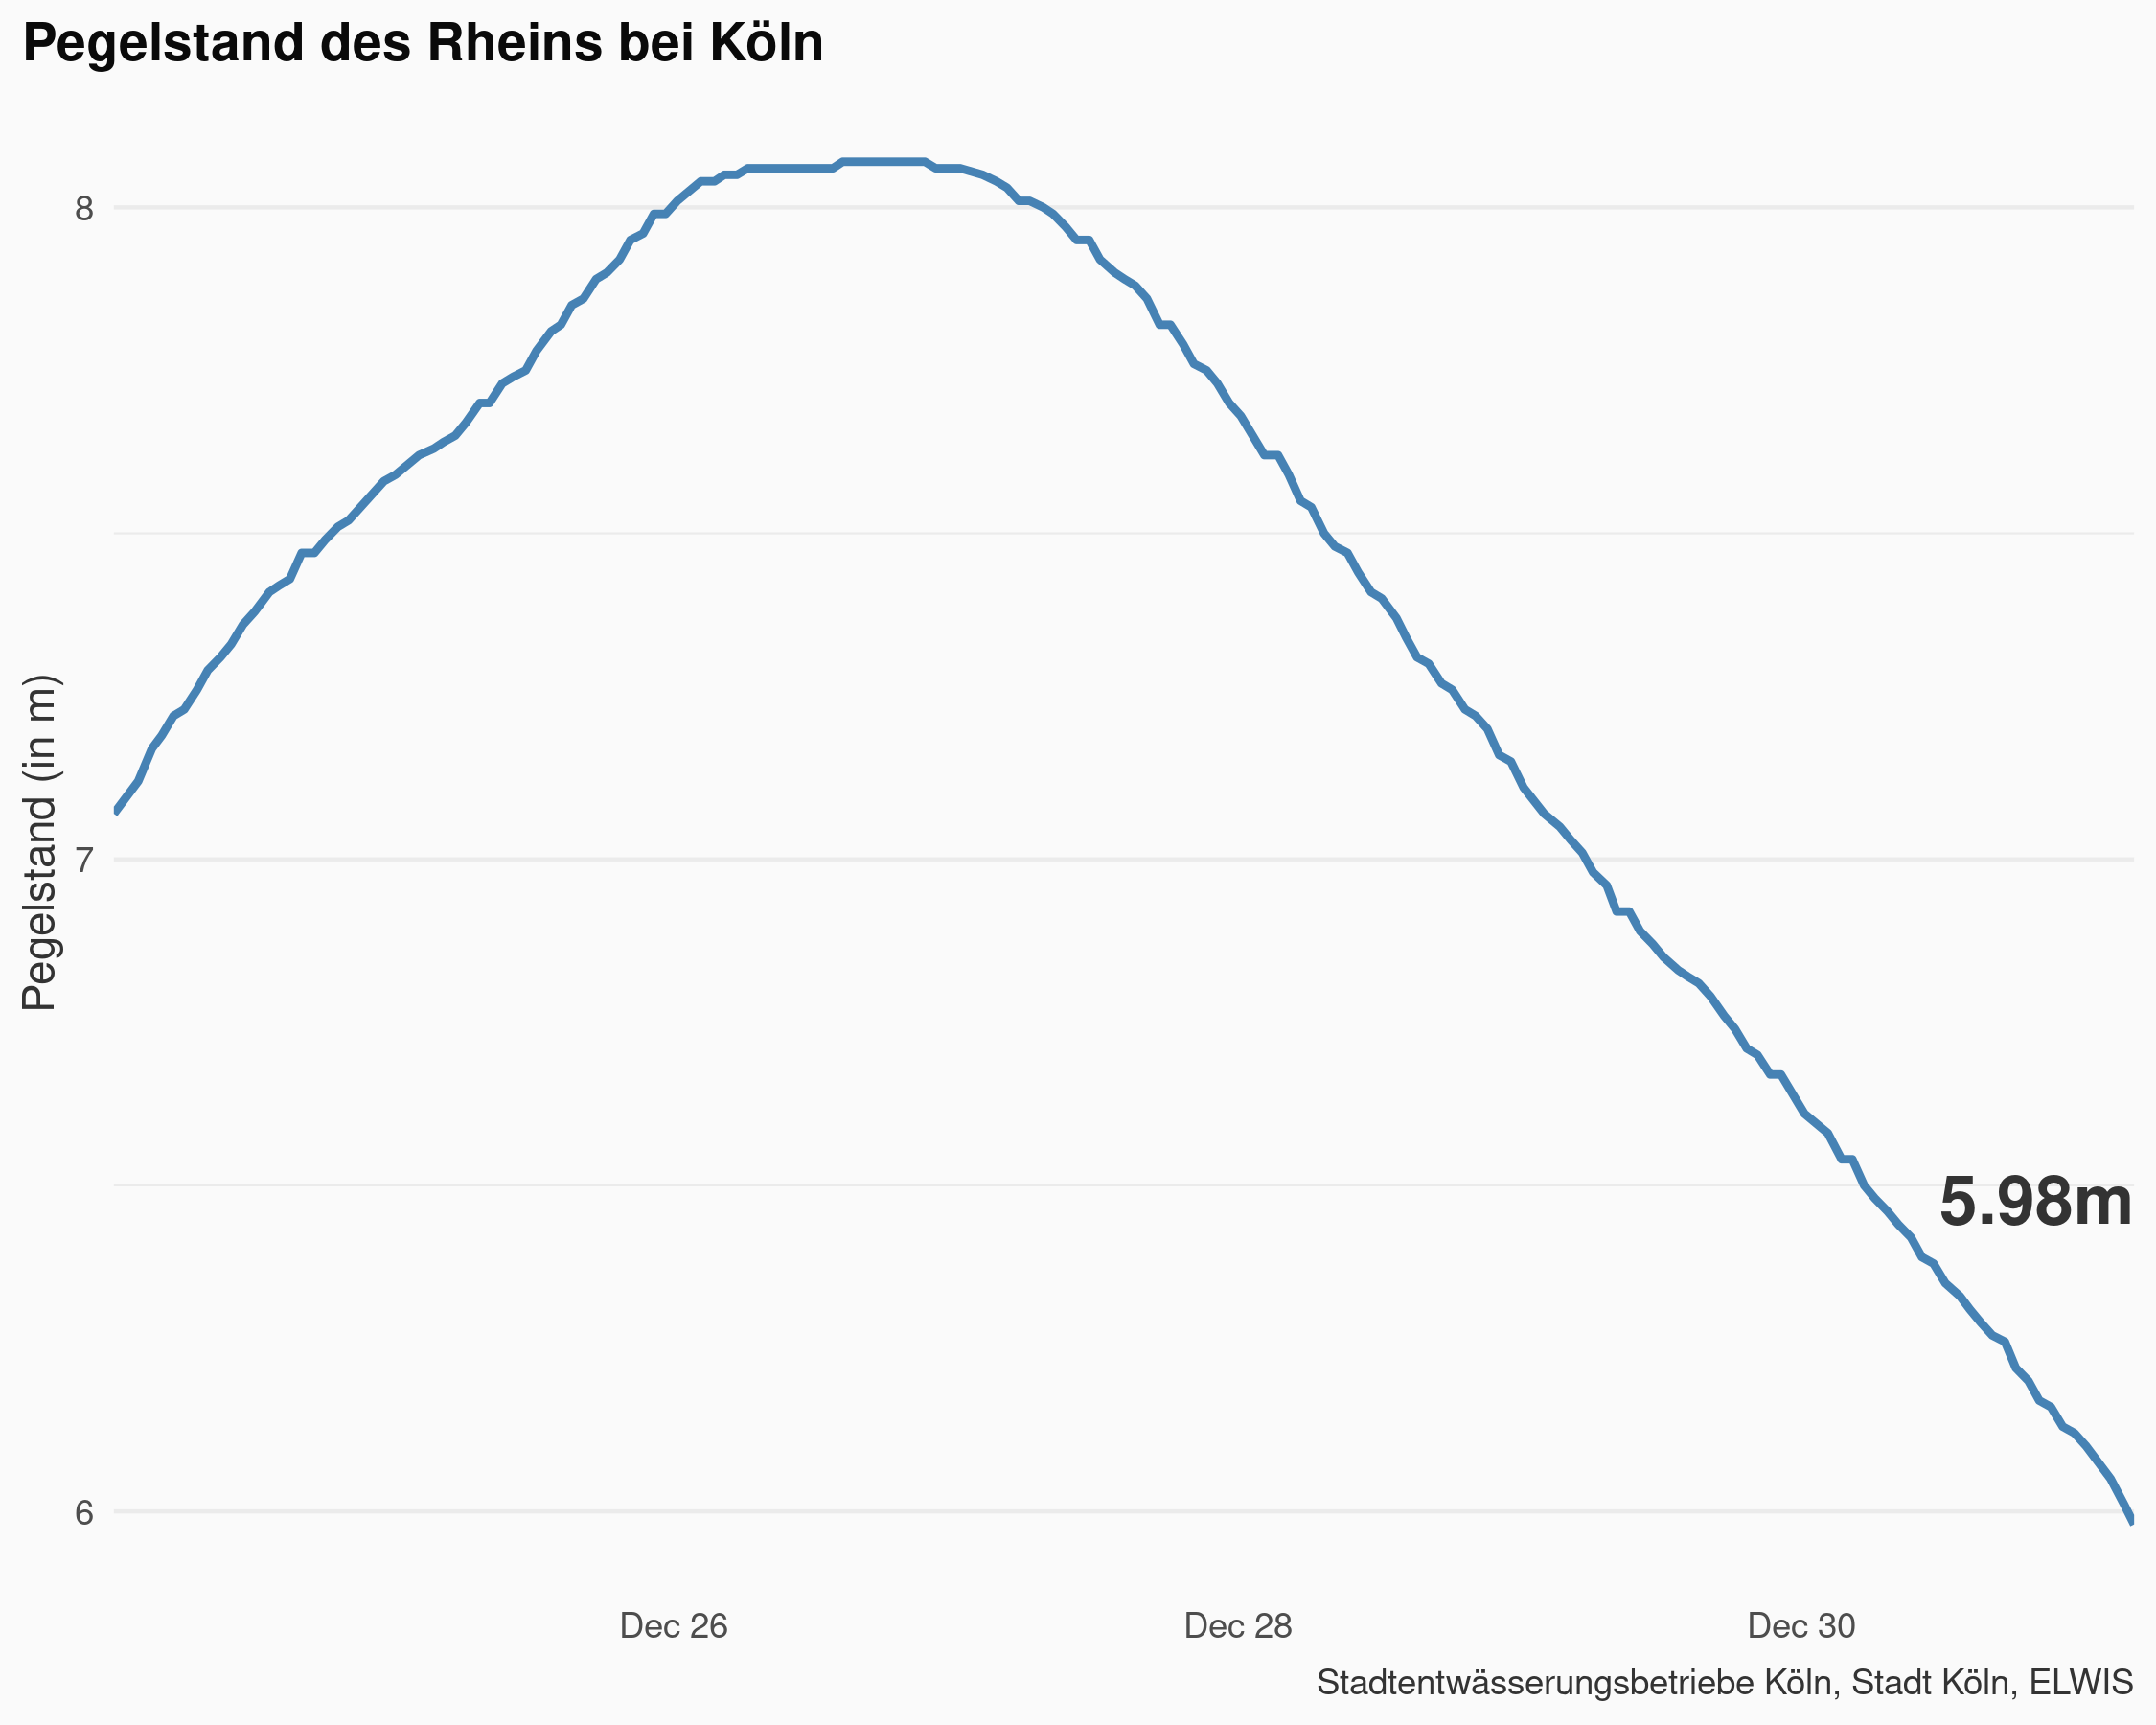 Pegelstand des Rheins bei Köln
Pegelstand (in m)
8
7
6
5.98m
Dec 26
Dec 28
Dec 30
Stadtentwässerungsbetriebe Köln, Stadt Köln, ELWIS